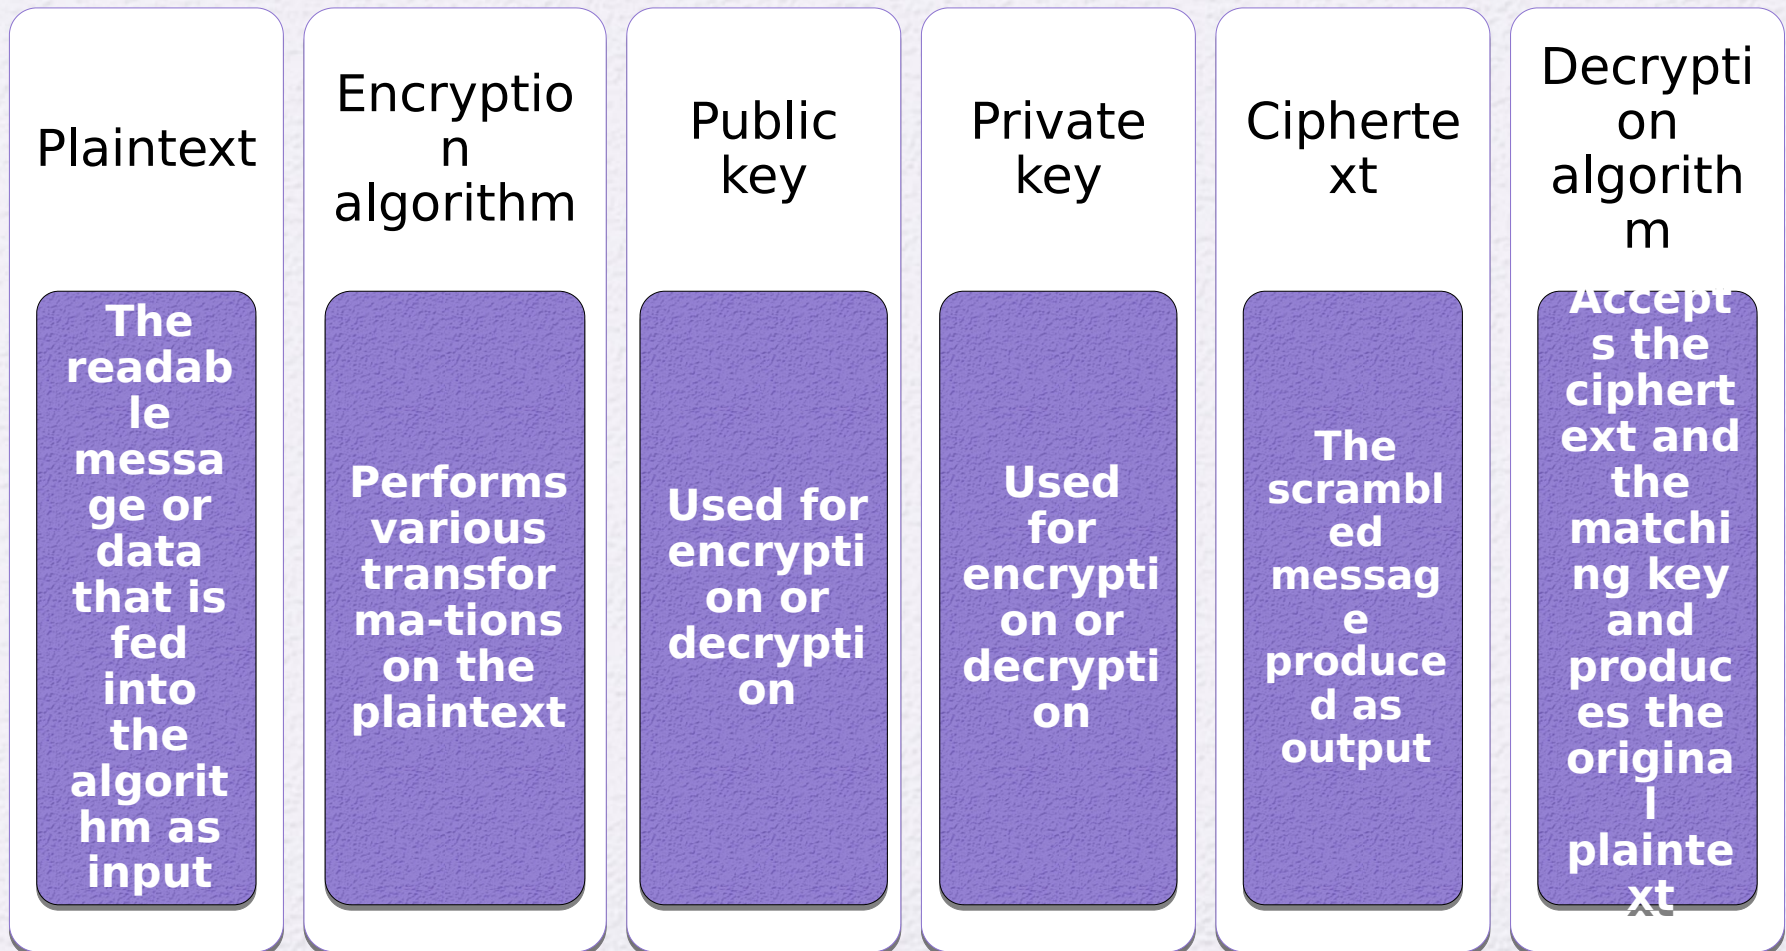 Plaintext
The
readab
le
messa
ge or
data
that is
fed
into
the
algorit
hm as
input
Encryptio
n
algorithm
Performs
various
transfor
ma-tions
on the
plaintext
Public
key
Used for
encrypti
on or
decrypti
on
Private
key
Used
for
encrypti
on or
decrypti
on
Cipherte
xt
The
scrambl
ed
messag
e
produce
d as
output
Decrypti
on
algorith
m
Accept
s the
ciphert
ext and
the
matchi
ng key
and
produc
es the
origina
l
plainte
xt